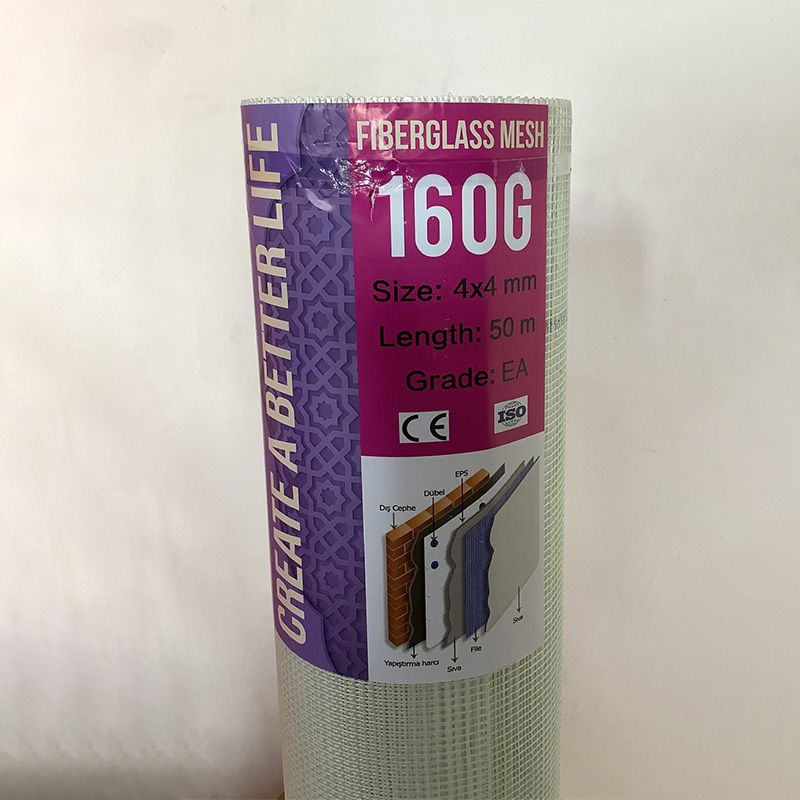 CREATE A BETTER LIFE
FIBERGLASS MESH
160G
Size: 4x4 mm
Length: 50 m
Grade: EA
CE
ISO
EPS
Dübel
Dış Cephe
Yapıştırma harcı
Sıva
File
Sıva